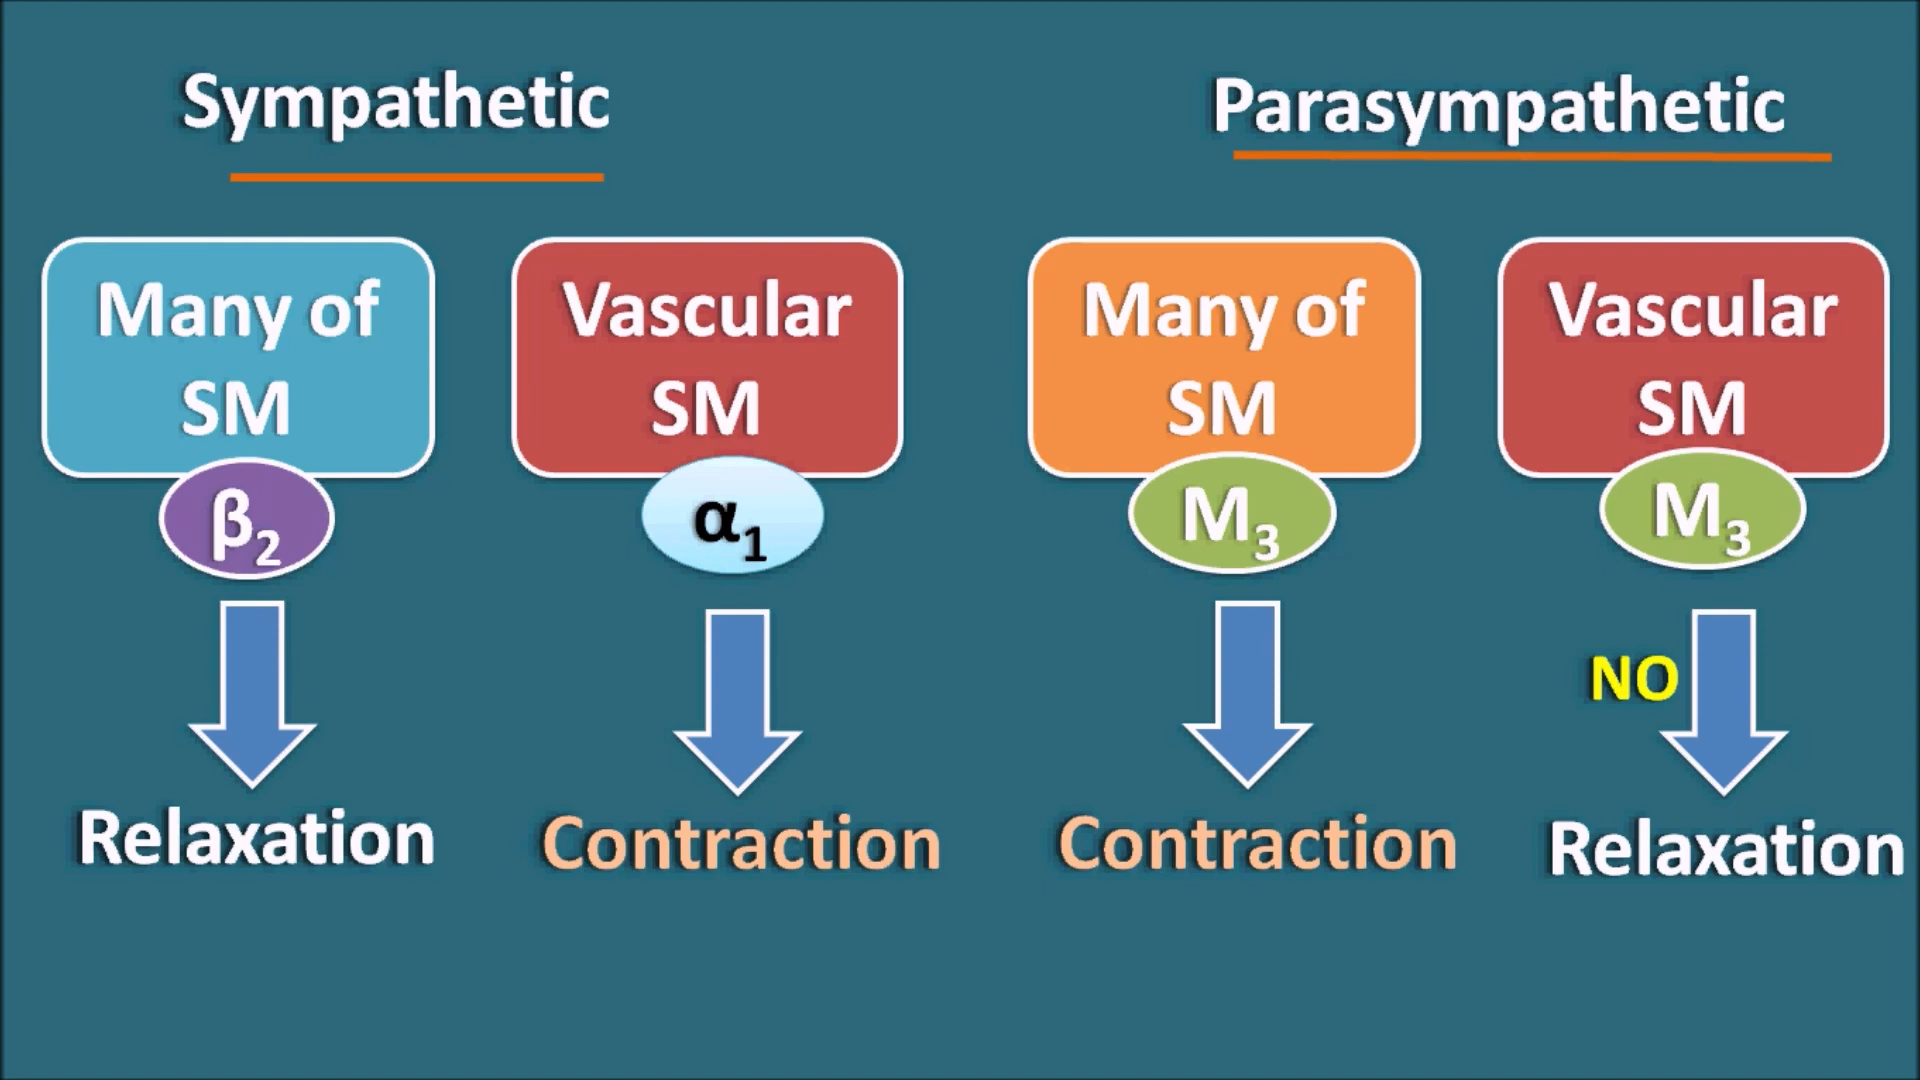 Sympathetic
Parasympathetic
Many of
SM
β₂
Relaxation
Vascular
SM
α₁
Contraction
Many of
SM
M₃
Contraction
Vascular
SM
M₃
NO
Relaxation